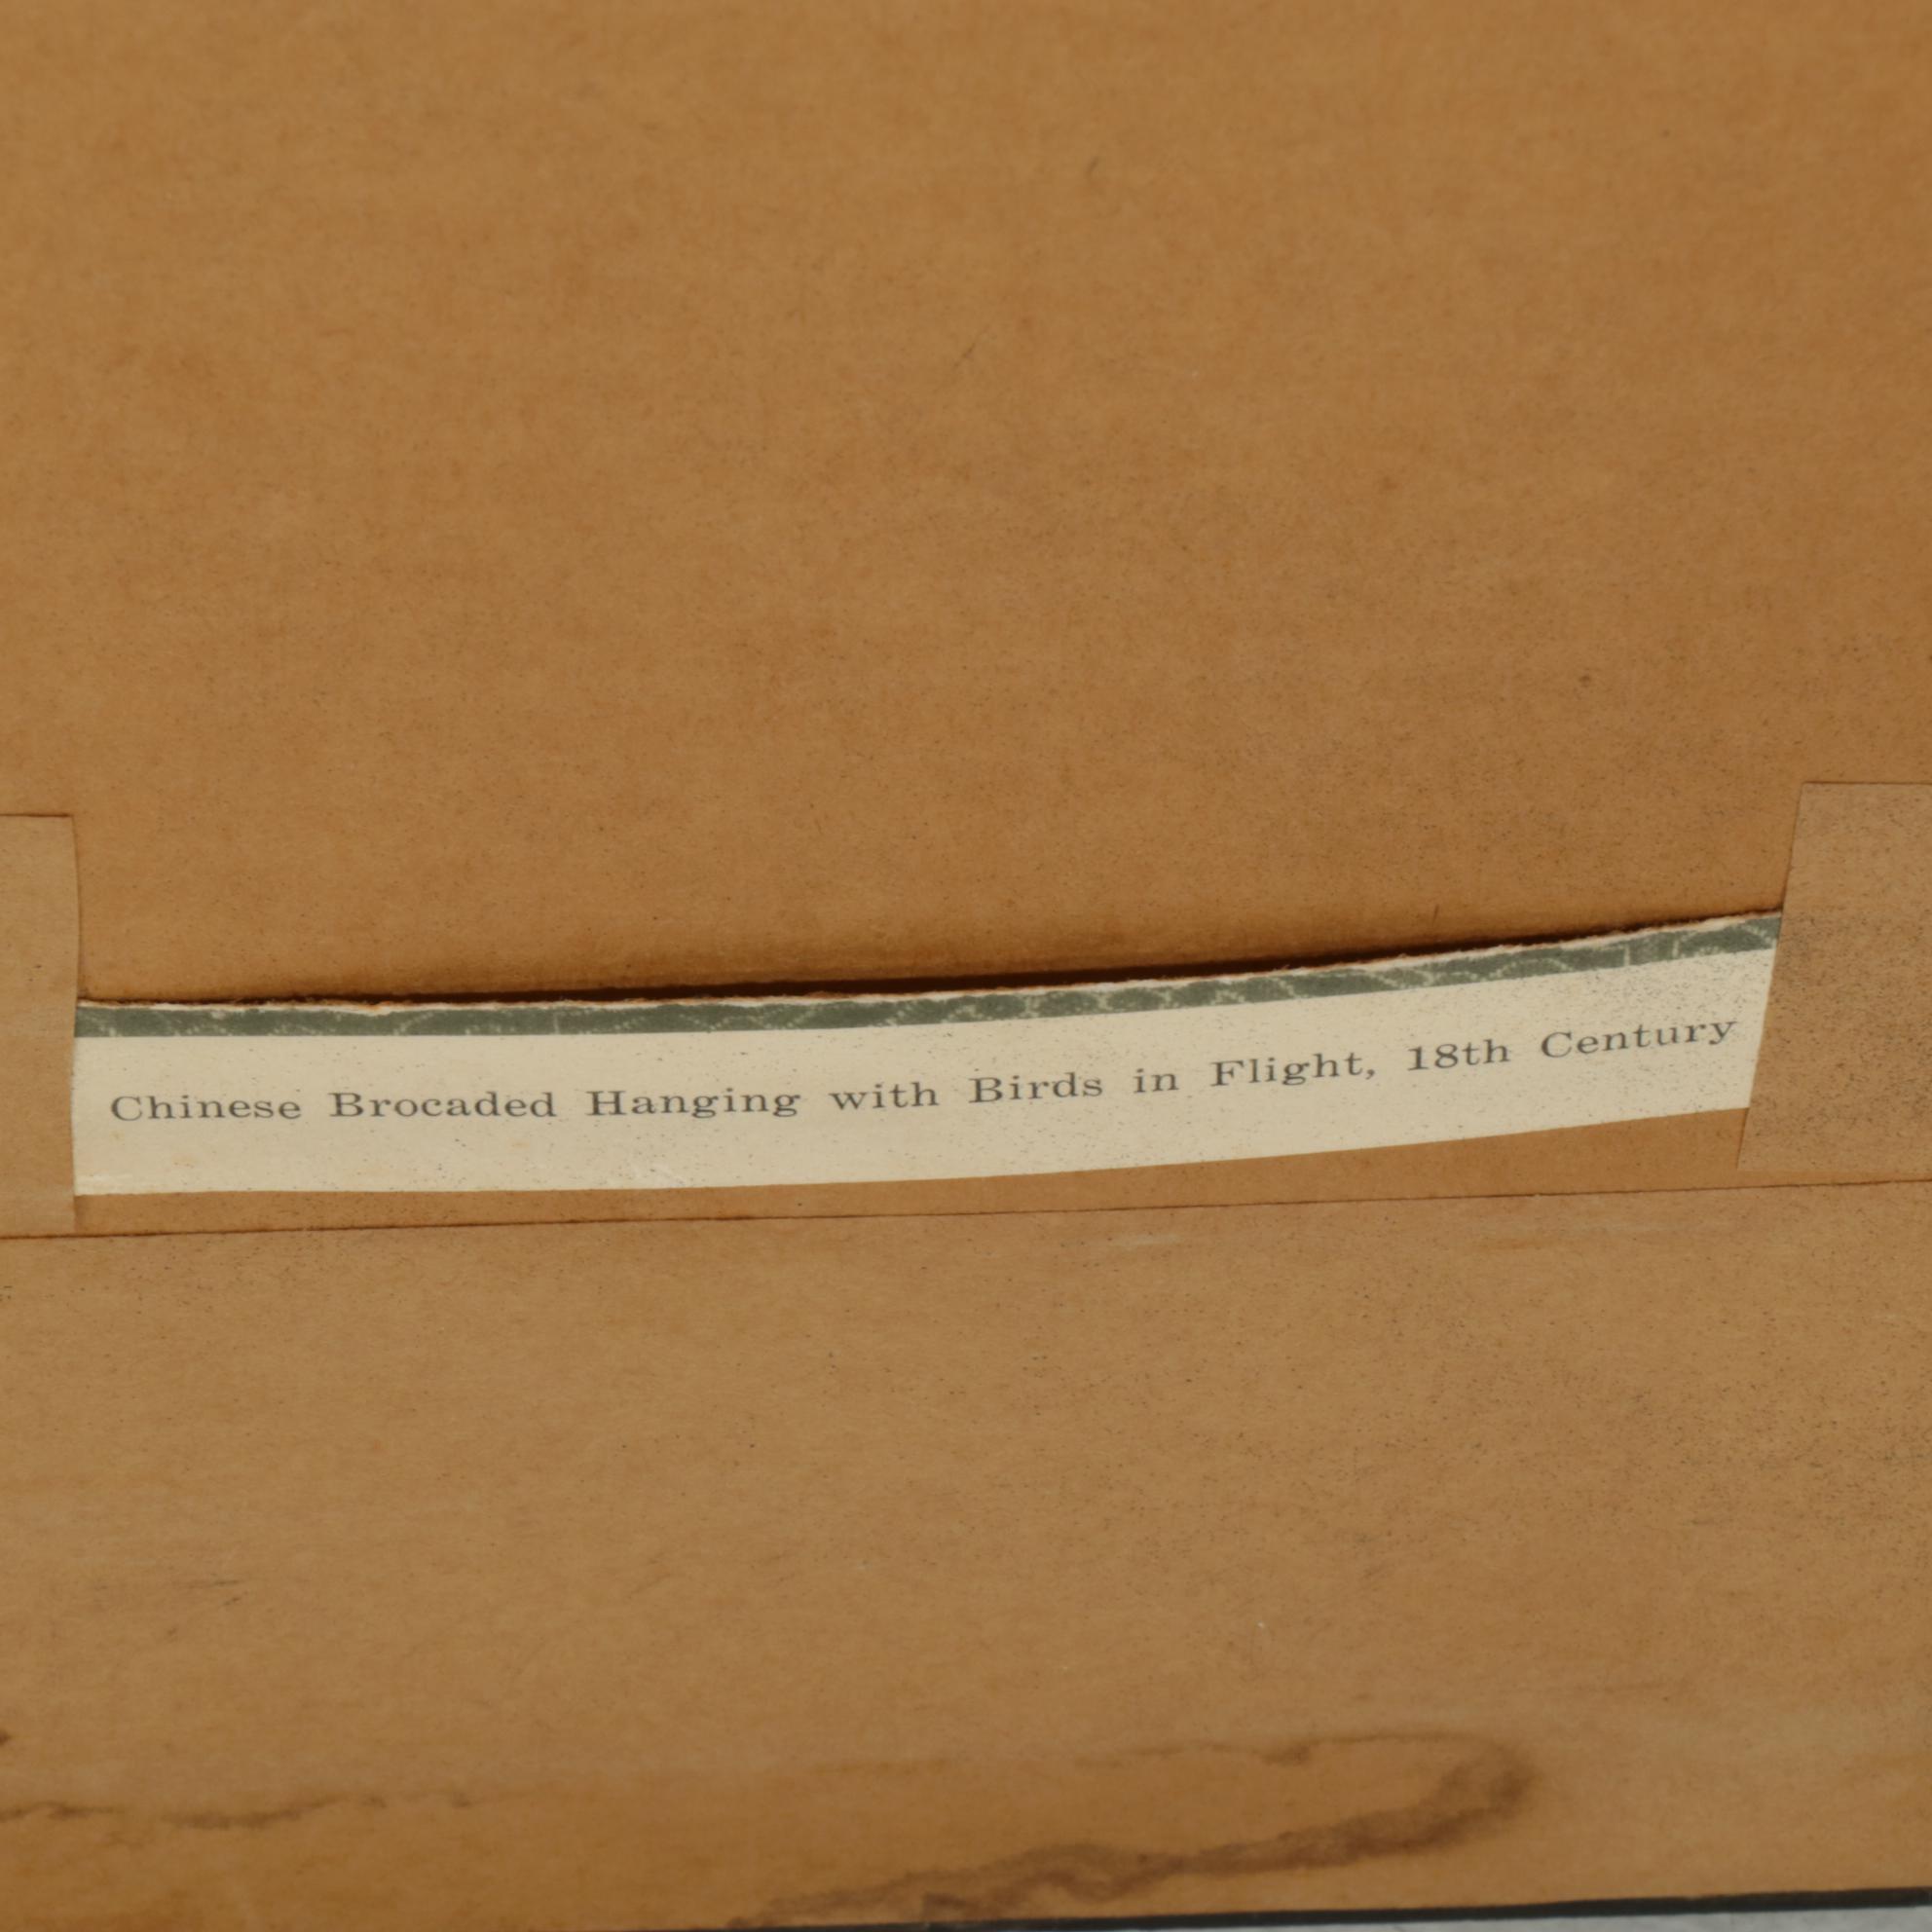 Chinese Brocaded Hanging with Birds in Flight, 18th Century